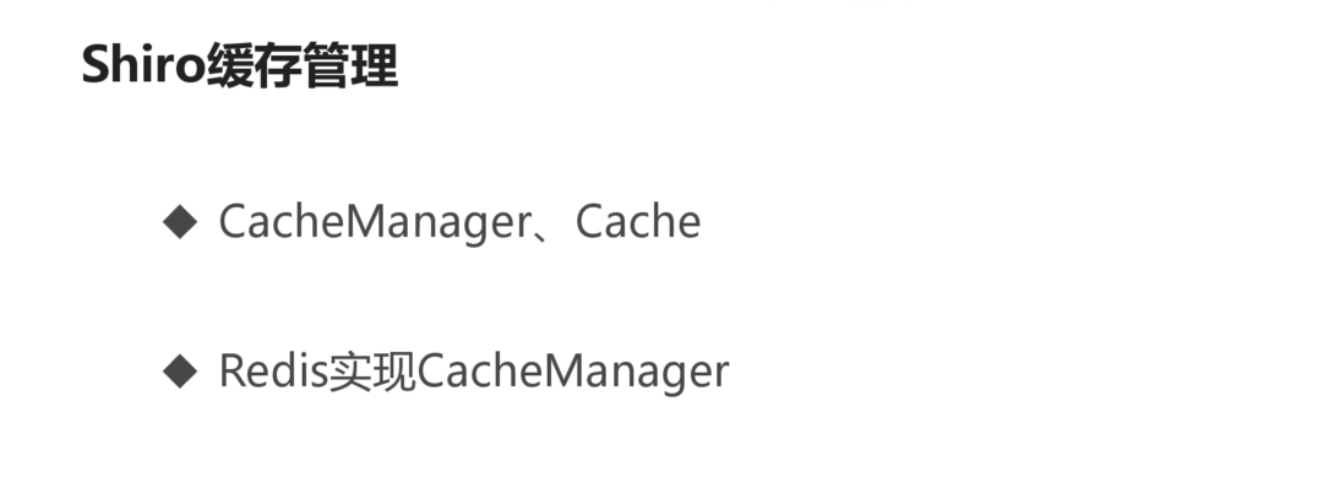 Shiro缓存管理
◆ CacheManager、Cache
◆ Redis实现CacheManager